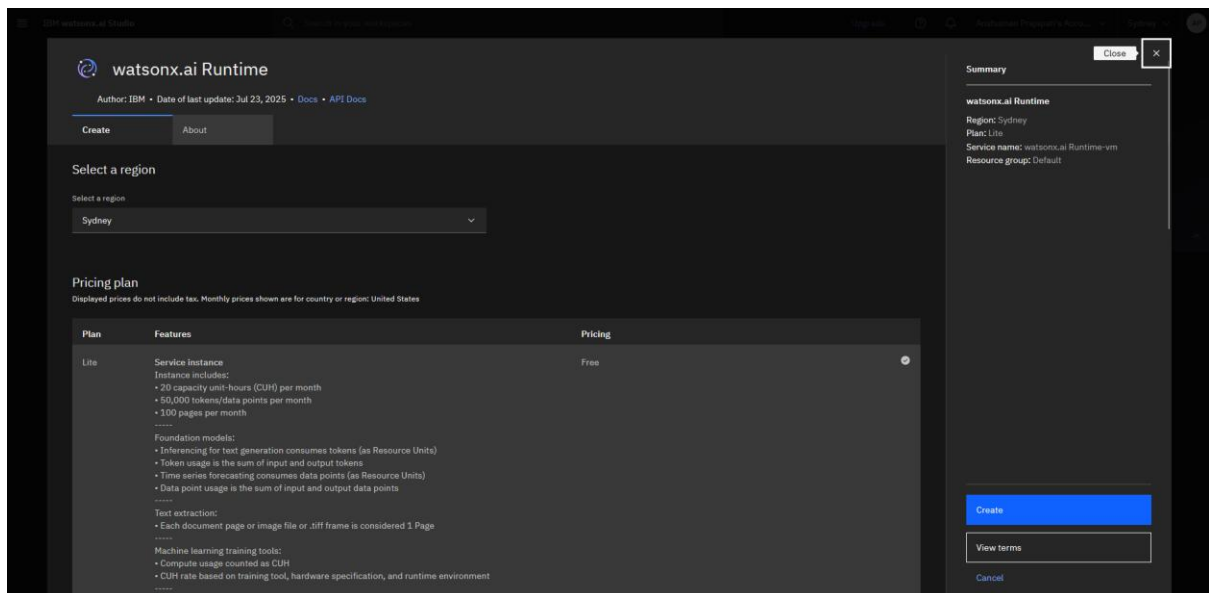 IBM watsonx.ai Studio
Search in your workspaces
Upgrade
Sydney
Close
watsonx.ai Runtime
Author: IBM • Date of last update: Jul 23, 2025 • Docs • API Docs
Create
About
Select a region
Select a region
Sydney
Pricing plan
Displayed prices do not include tax. Monthly prices shown are for country or region: United States
Plan
Features
Pricing
Lite
Service instance
Free
Instance includes:
• 20 capacity unit-hours (CUH) per month
• 50,000 tokens/data points per month
• 100 pages per month
-----
Foundation models:
• Inferencing for text generation consumes tokens (as Resource Units)
• Token usage is the sum of input and output tokens
• Time series forecasting consumes data points (as Resource Units)
• Data point usage is the sum of input and output data points
-----
Text extraction:
• Each document page or image file or .tiff frame is considered 1 Page
-----
Machine learning training tools:
• Compute usage counted as CUH
• CUH rate based on training tool, hardware specification, and runtime environment
-----
Summary
watsonx.ai Runtime
Region: Sydney
Plan: Lite
Service name: watsonx.ai Runtime-vm
Resource group: Default
Create
View terms
Cancel